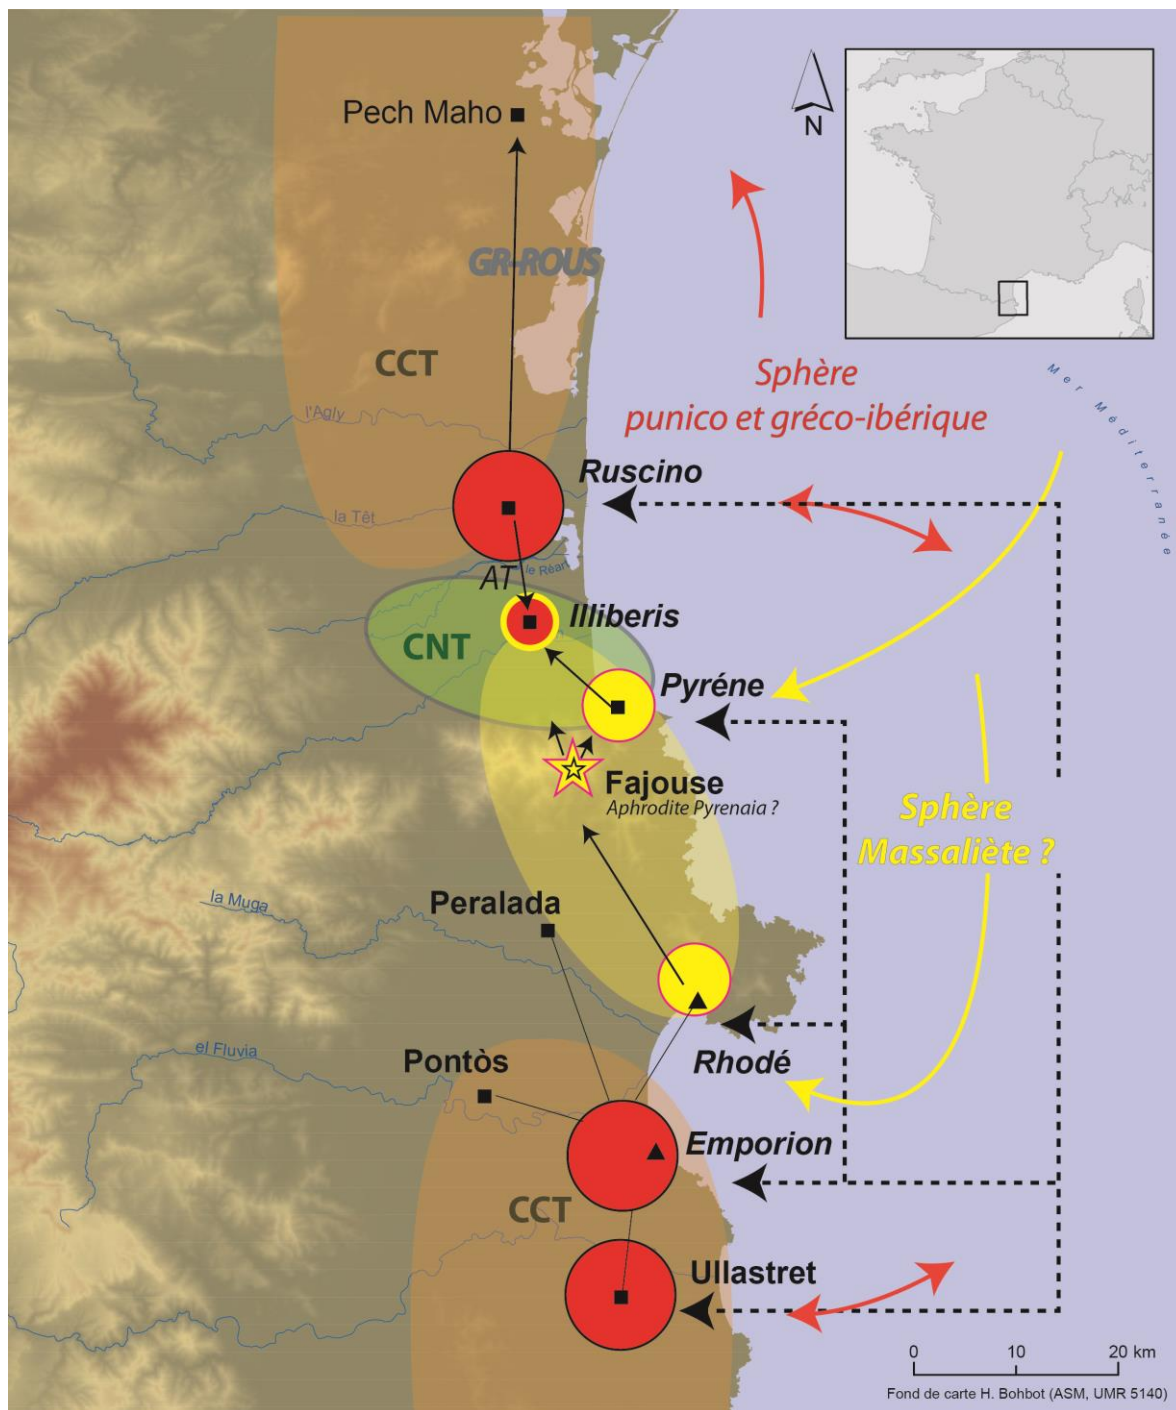 Pech Maho
N
GR-ROUS
CCT
l'Agly
Sphère
punico et gréco-ibérique
Mer Méditerranée
Ruscino
la Têt
AT
le Réart
Illiberis
CNT
Pyréne
Fajouse
Aphrodite Pyrenaia ?
Sphère
Massaliète ?
Peralada
la Muga
el Fluvia
Pontòs
Rhodé
Emporion
CCT
Ullastret
0 10 20 km
Fond de carte H. Bohbot (ASM, UMR 5140)